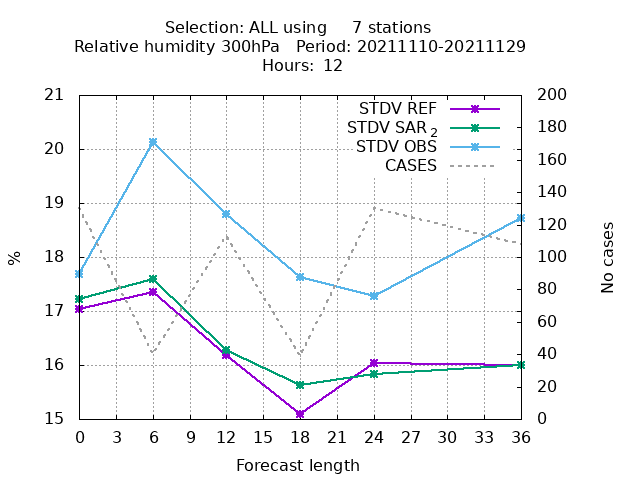 Selection: ALL using     7 stations
Relative humidity 300hPa   Period: 20211110-20211129
Hours:  12
STDV REF
STDV SAR 2
STDV OBS
CASES
21
20
19
18
17
16
15
%
200
180
160
140
120
100
80
60
40
20
0
No cases
0 3 6 9 12 15 18 21 24 27 30 33 36
Forecast length